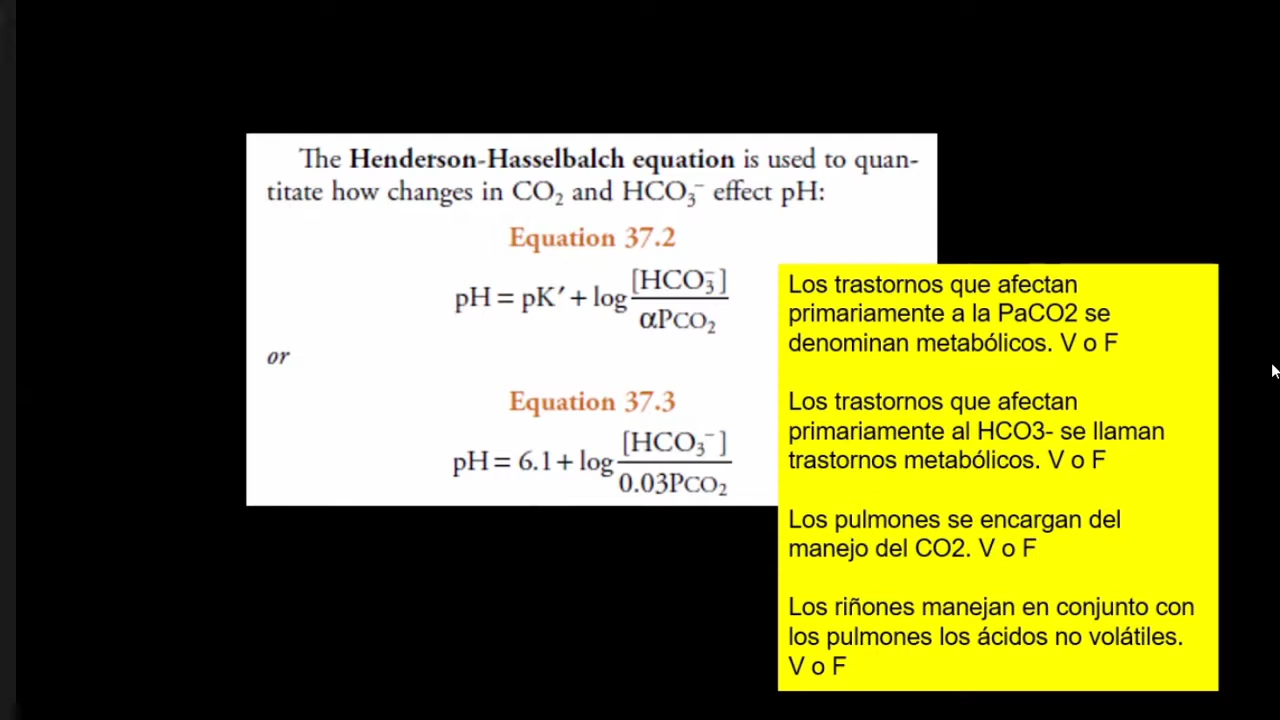 The Henderson-Hasselbalch equation is used to quan-
titate how changes in CO₂ and HCO₃⁻ effect pH:
Equation 37.2
pH = pK′ + log [HCO₃⁻] / αPCO₂
or
Equation 37.3
pH = 6.1 + log [HCO₃⁻] / 0.03PCO₂
Los trastornos que afectan
primariamente a la PaCO2 se
denominan metabólicos. V o F
Los trastornos que afectan
primariamente al HCO3- se llaman
trastornos metabólicos. V o F
Los pulmones se encargan del
manejo del CO2. V o F
Los riñones manejan en conjunto con
los pulmones los ácidos no volátiles.
V o F